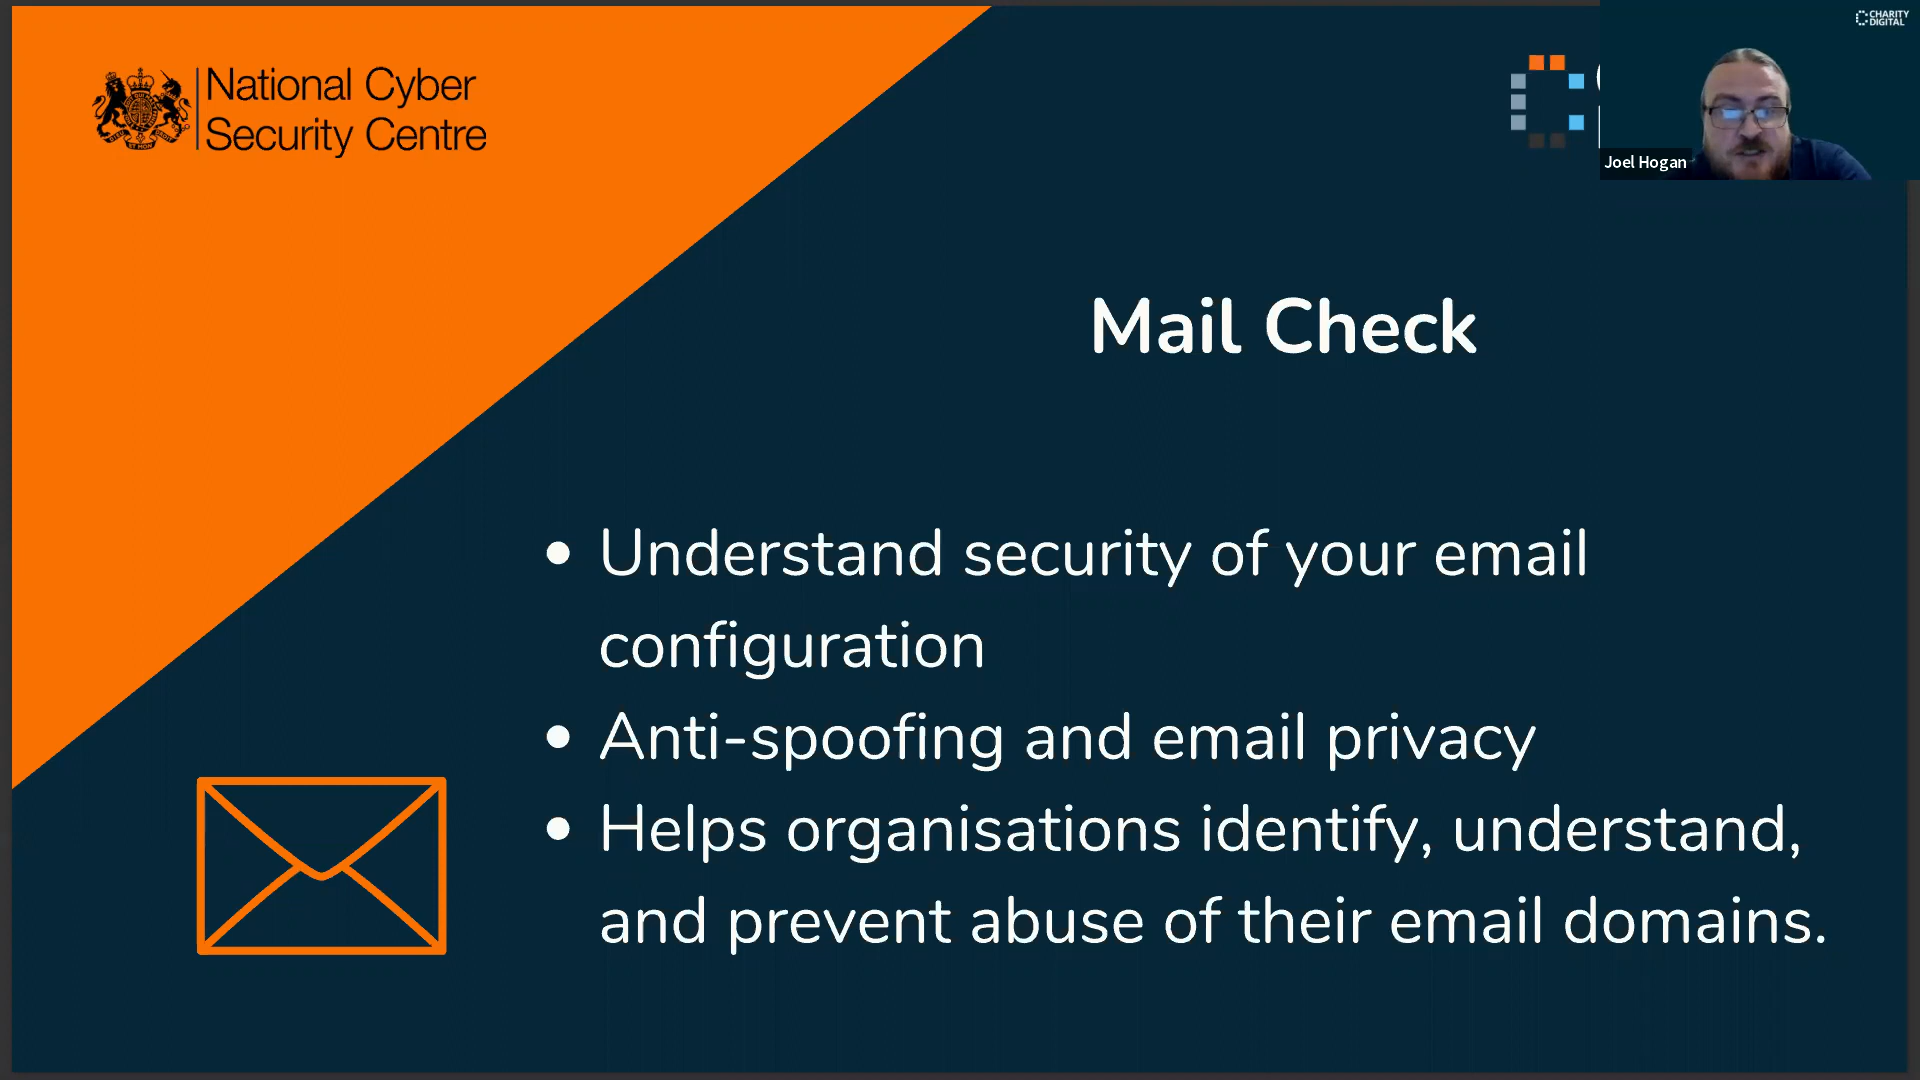 National Cyber
Security Centre
CHARITY
DIGITAL
Joel Hogan
Mail Check
• Understand security of your email
configuration
• Anti-spoofing and email privacy
• Helps organisations identify, understand,
and prevent abuse of their email domains.